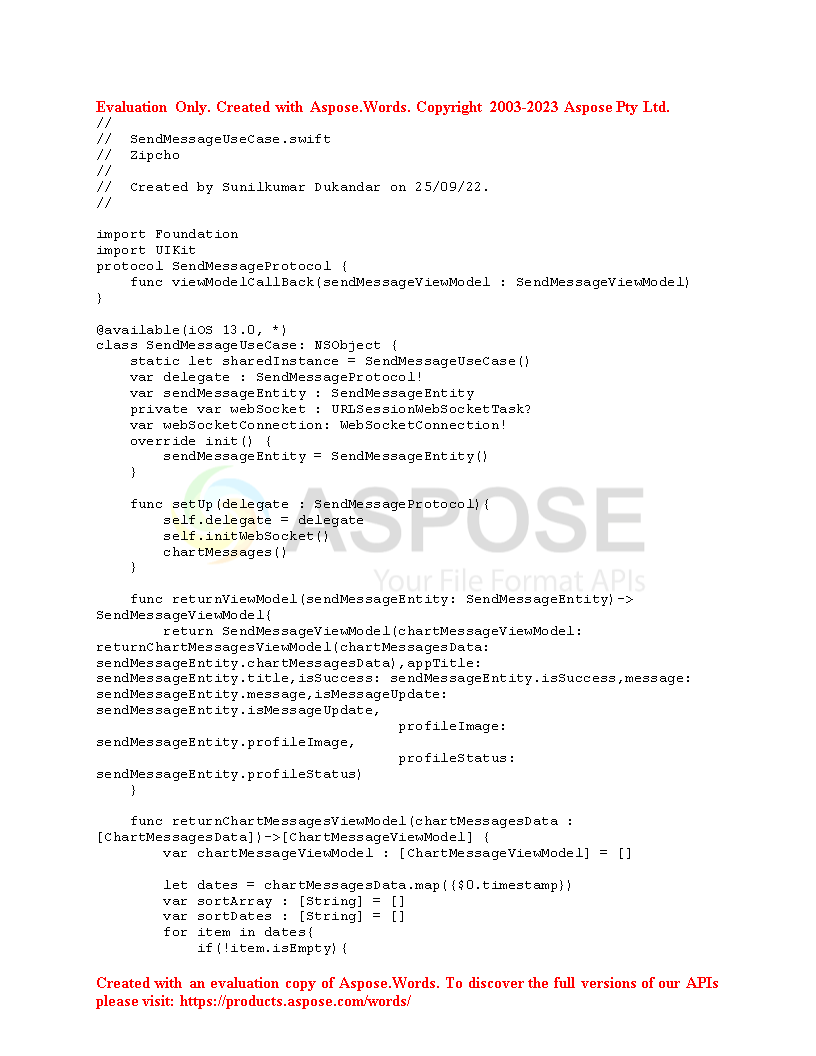 Evaluation Only. Created with Aspose.Words. Copyright 2003-2023 Aspose Pty Ltd.
//
//  SendMessageUseCase.swift
//  Zipcho
//
//  Created by Sunilkumar Dukandar on 25/09/22.
//
import Foundation
import UIKit
protocol SendMessageProtocol {
    func viewModelCallBack(sendMessageViewModel : SendMessageViewModel)
}
@available(iOS 13.0, *)
class SendMessageUseCase: NSObject {
    static let sharedInstance = SendMessageUseCase()
    var delegate : SendMessageProtocol!
    var sendMessageEntity : SendMessageEntity
    private var webSocket : URLSessionWebSocketTask?
    var webSocketConnection: WebSocketConnection!
    override init() {
        sendMessageEntity = SendMessageEntity()
    }
    func setUp(delegate : SendMessageProtocol){
        self.delegate = delegate
        self.initWebSocket()
        chartMessages()
    }
ASPOSE
Your File Format APIs
    func returnViewModel(sendMessageEntity: SendMessageEntity)->
SendMessageViewModel{
        return SendMessageViewModel(chartMessageViewModel:
returnChartMessagesViewModel(chartMessagesData:
sendMessageEntity.chartMessagesData),appTitle:
sendMessageEntity.title,isSuccess: sendMessageEntity.isSuccess,message:
sendMessageEntity.message,isMessageUpdate:
sendMessageEntity.isMessageUpdate,
                                    profileImage:
sendMessageEntity.profileImage,
                                    profileStatus:
sendMessageEntity.profileStatus)
    }
    func returnChartMessagesViewModel(chartMessagesData :
[ChartMessagesData])->[ChartMessageViewModel] {
        var chartMessageViewModel : [ChartMessageViewModel] = []
        let dates = chartMessagesData.map({$0.timestamp})
        var sortArray : [String] = []
        var sortDates : [String] = []
        for item in dates{
            if(!item.isEmpty){
Created with an evaluation copy of Aspose.Words. To discover the full versions of our APIs
please visit: https://products.aspose.com/words/